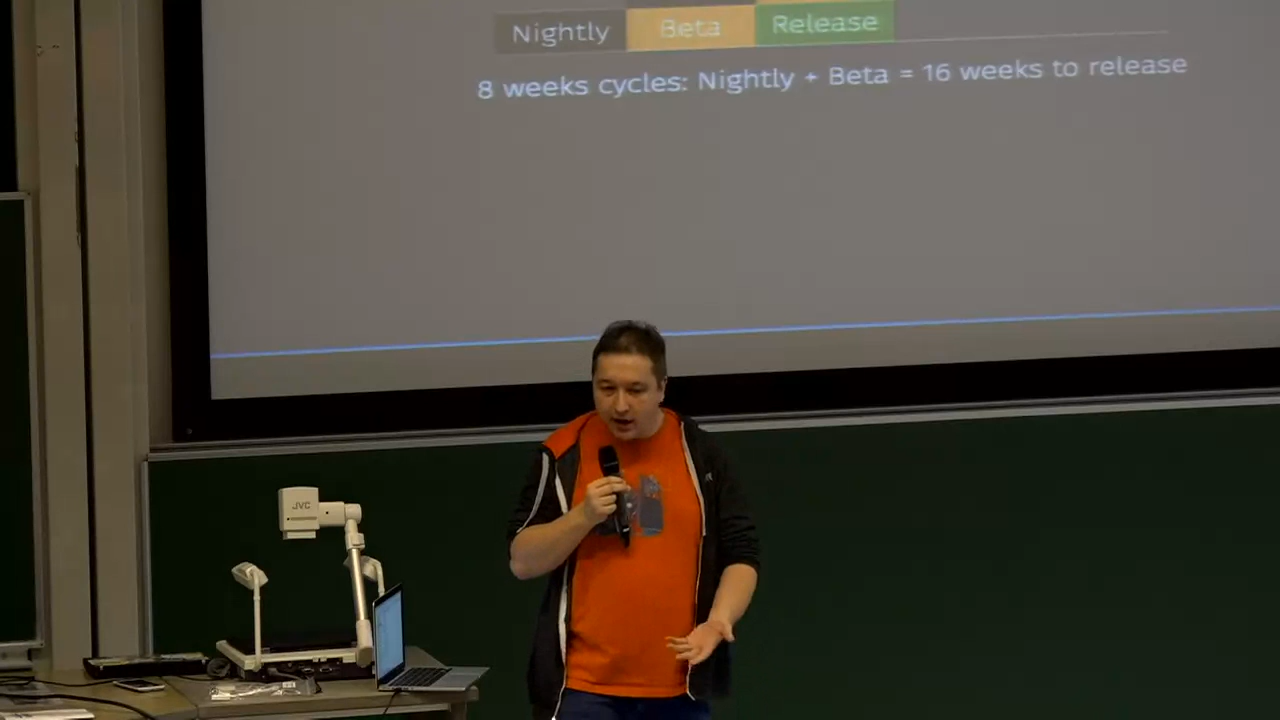 Nightly Beta Release
8 weeks cycles: Nightly + Beta = 16 weeks to release
JVC